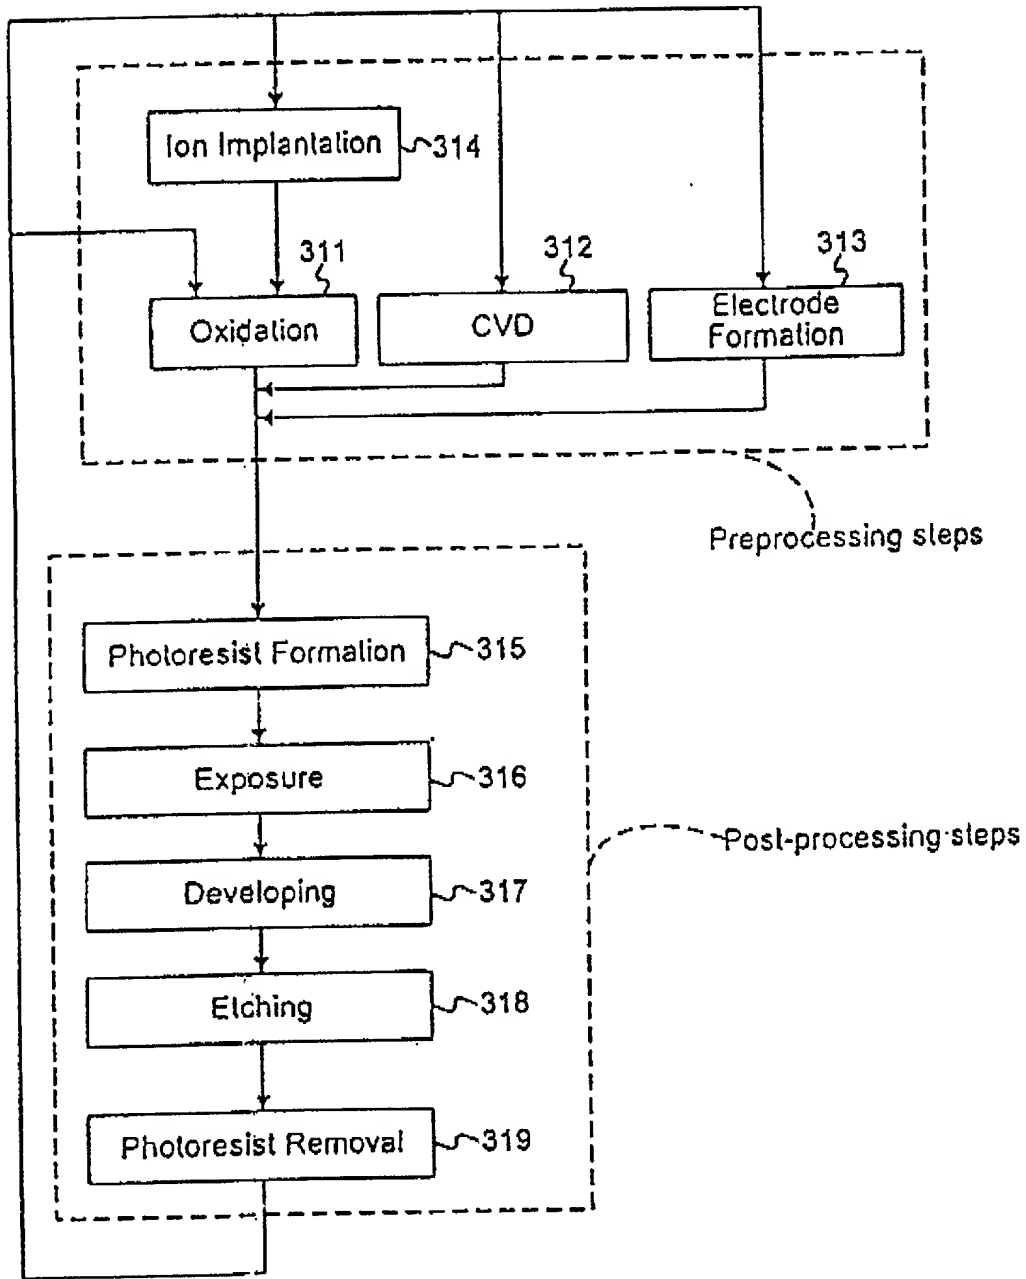 Ion Implantation
314
311
Oxidation
312
CVD
313
Electrode
Formation
Preprocessing steps
Photoresist Formation
315
Exposure
316
Developing
317
Etching
318
Photoresist Removal
319
Post-processing steps